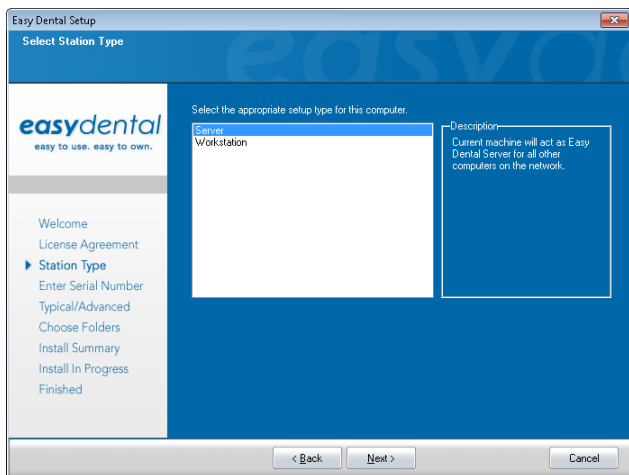 Easy Dental Setup
Select Station Type
easydental
easy to use. easy to own.
Welcome
License Agreement
Station Type
Enter Serial Number
Typical/Advanced
Choose Folders
Install Summary
Install In Progress
Finished
Select the appropriate setup type for this computer.
Server
Workstation
Description
Current machine will act as Easy
Dental Server for all other
computers on the network.
< Back
Next >
Cancel